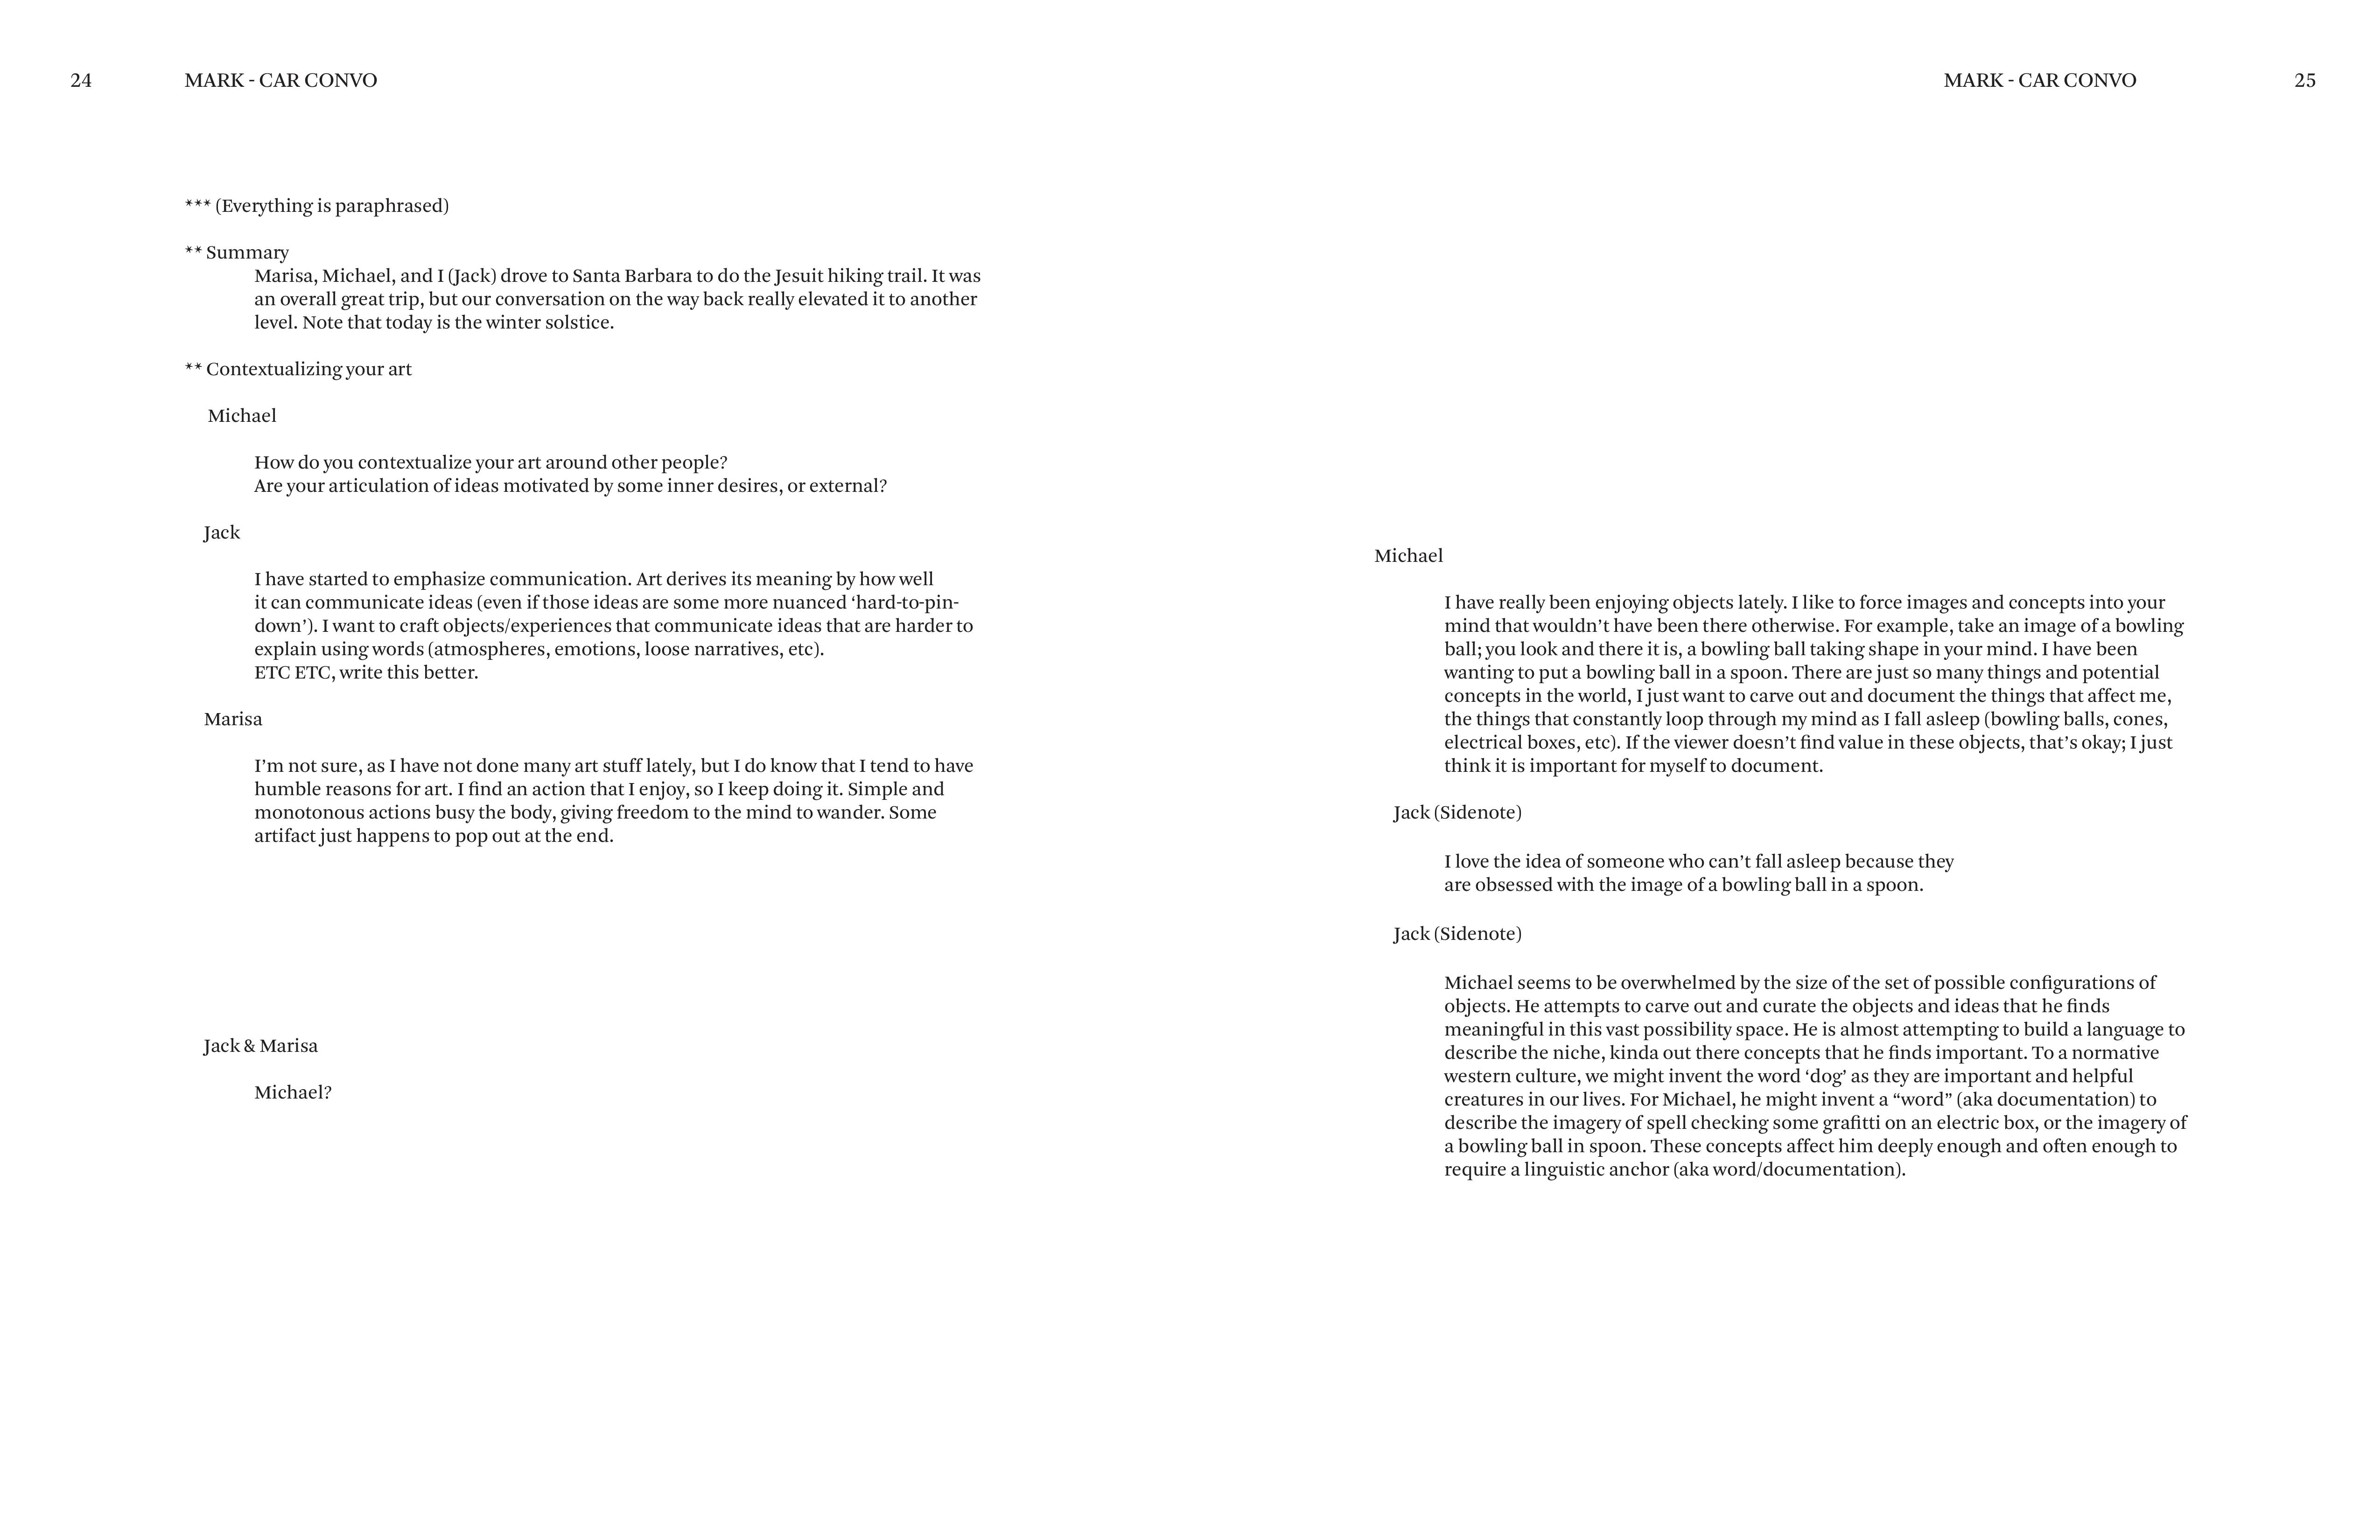 24
MARK - CAR CONVO
*** (Everything is paraphrased)
** Summary
Marisa, Michael, and I (Jack) drove to Santa Barbara to do the Jesuit hiking trail. It was
an overall great trip, but our conversation on the way back really elevated it to another
level. Note that today is the winter solstice.
** Contextualizing your art
Michael
How do you contextualize your art around other people?
Are your articulation of ideas motivated by some inner desires, or external?
Jack
I have started to emphasize communication. Art derives its meaning by how well
it can communicate ideas (even if those ideas are some more nuanced ‘hard-to-pin-
down’). I want to craft objects/experiences that communicate ideas that are harder to
explain using words (atmospheres, emotions, loose narratives, etc).
ETC ETC, write this better.
Marisa
I’m not sure, as I have not done many art stuff lately, but I do know that I tend to have
humble reasons for art. I find an action that I enjoy, so I keep doing it. Simple and
monotonous actions busy the body, giving freedom to the mind to wander. Some
artifact just happens to pop out at the end.
Jack & Marisa
Michael?
MARK - CAR CONVO
25
Michael
I have really been enjoying objects lately. I like to force images and concepts into your
mind that wouldn’t have been there otherwise. For example, take an image of a bowling
ball; you look and there it is, a bowling ball taking shape in your mind. I have been
wanting to put a bowling ball in a spoon. There are just so many things and potential
concepts in the world, I just want to carve out and document the things that affect me,
the things that constantly loop through my mind as I fall asleep (bowling balls, cones,
electrical boxes, etc). If the viewer doesn’t find value in these objects, that’s okay; I just
think it is important for myself to document.
Jack (Sidenote)
I love the idea of someone who can’t fall asleep because they
are obsessed with the image of a bowling ball in a spoon.
Jack (Sidenote)
Michael seems to be overwhelmed by the size of the set of possible configurations of
objects. He attempts to carve out and curate the objects and ideas that he finds
meaningful in this vast possibility space. He is almost attempting to build a language to
describe the niche, kinda out there concepts that he finds important. To a normative
western culture, we might invent the word ‘dog’ as they are important and helpful
creatures in our lives. For Michael, he might invent a “word” (aka documentation) to
describe the imagery of spell checking some grafitti on an electric box, or the imagery of
a bowling ball in spoon. These concepts affect him deeply enough and often enough to
require a linguistic anchor (aka word/documentation).